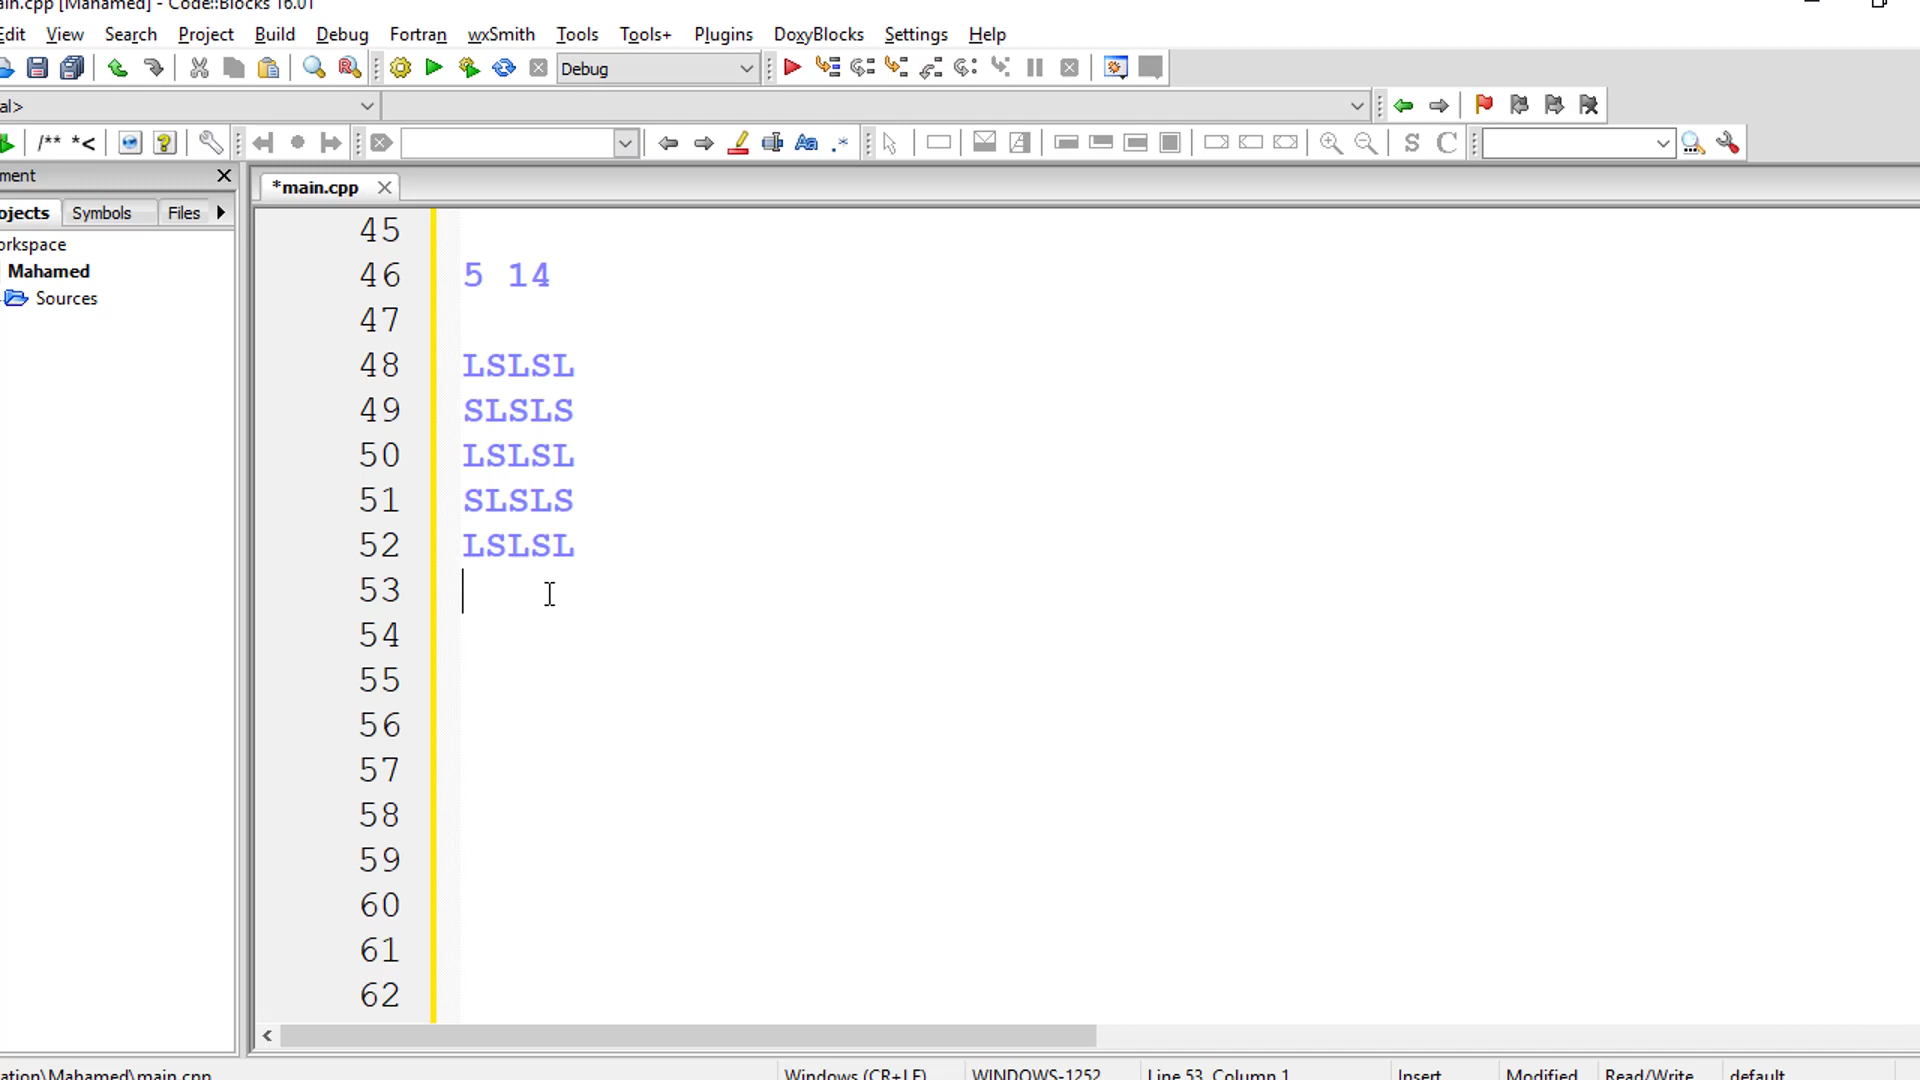 ain.cpp [Mahamed] - Code::Blocks 16.01
Edit View Search Project Build Debug Fortran wxSmith Tools Tools+ Plugins DoxyBlocks Settings Help
Debug
al>
/** *<
S C
ment
*main.cpp
ojects Symbols Files
orkspace
Mahamed
Sources
45
46 5 14
47
48 LSLSL
49 SLSLS
50 LSLSL
51 SLSLS
52 LSLSL
53
54
55
56
57
58
59
60
61
62
ation\Mahamed\main.cpp Windows (CR+LF) WINDOWS-1252 Line 53, Column 1 Insert Modified Read/Write default